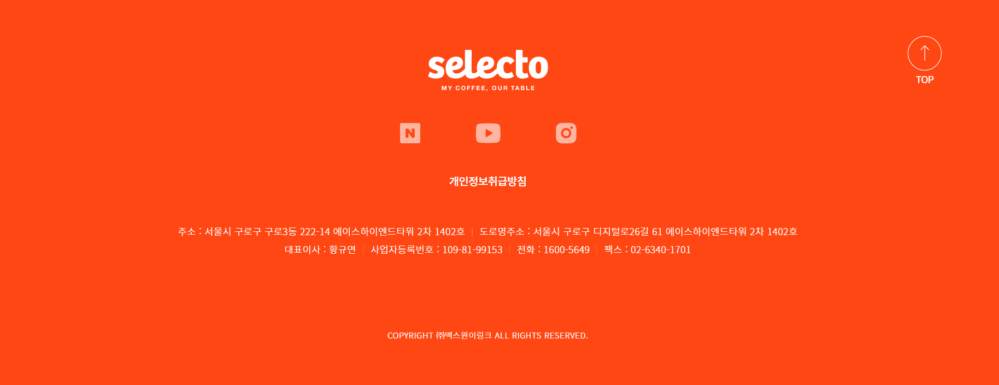 selecto
MY COFFEE, OUR TABLE
TOP
N
개인정보취급방침
주소 : 서울시 구로구 구로3동 222-14 에이스하이엔드타워 2차 1402호 | 도로명주소 : 서울시 구로구 디지털로26길 61 에이스하이엔드타워 2차 1402호
대표이사 : 황규연 | 사업자등록번호 : 109-81-99153 | 전화 : 1600-5649 | 팩스 : 02-6340-1701
COPYRIGHT ㈜맥스원이링크 ALL RIGHTS RESERVED.